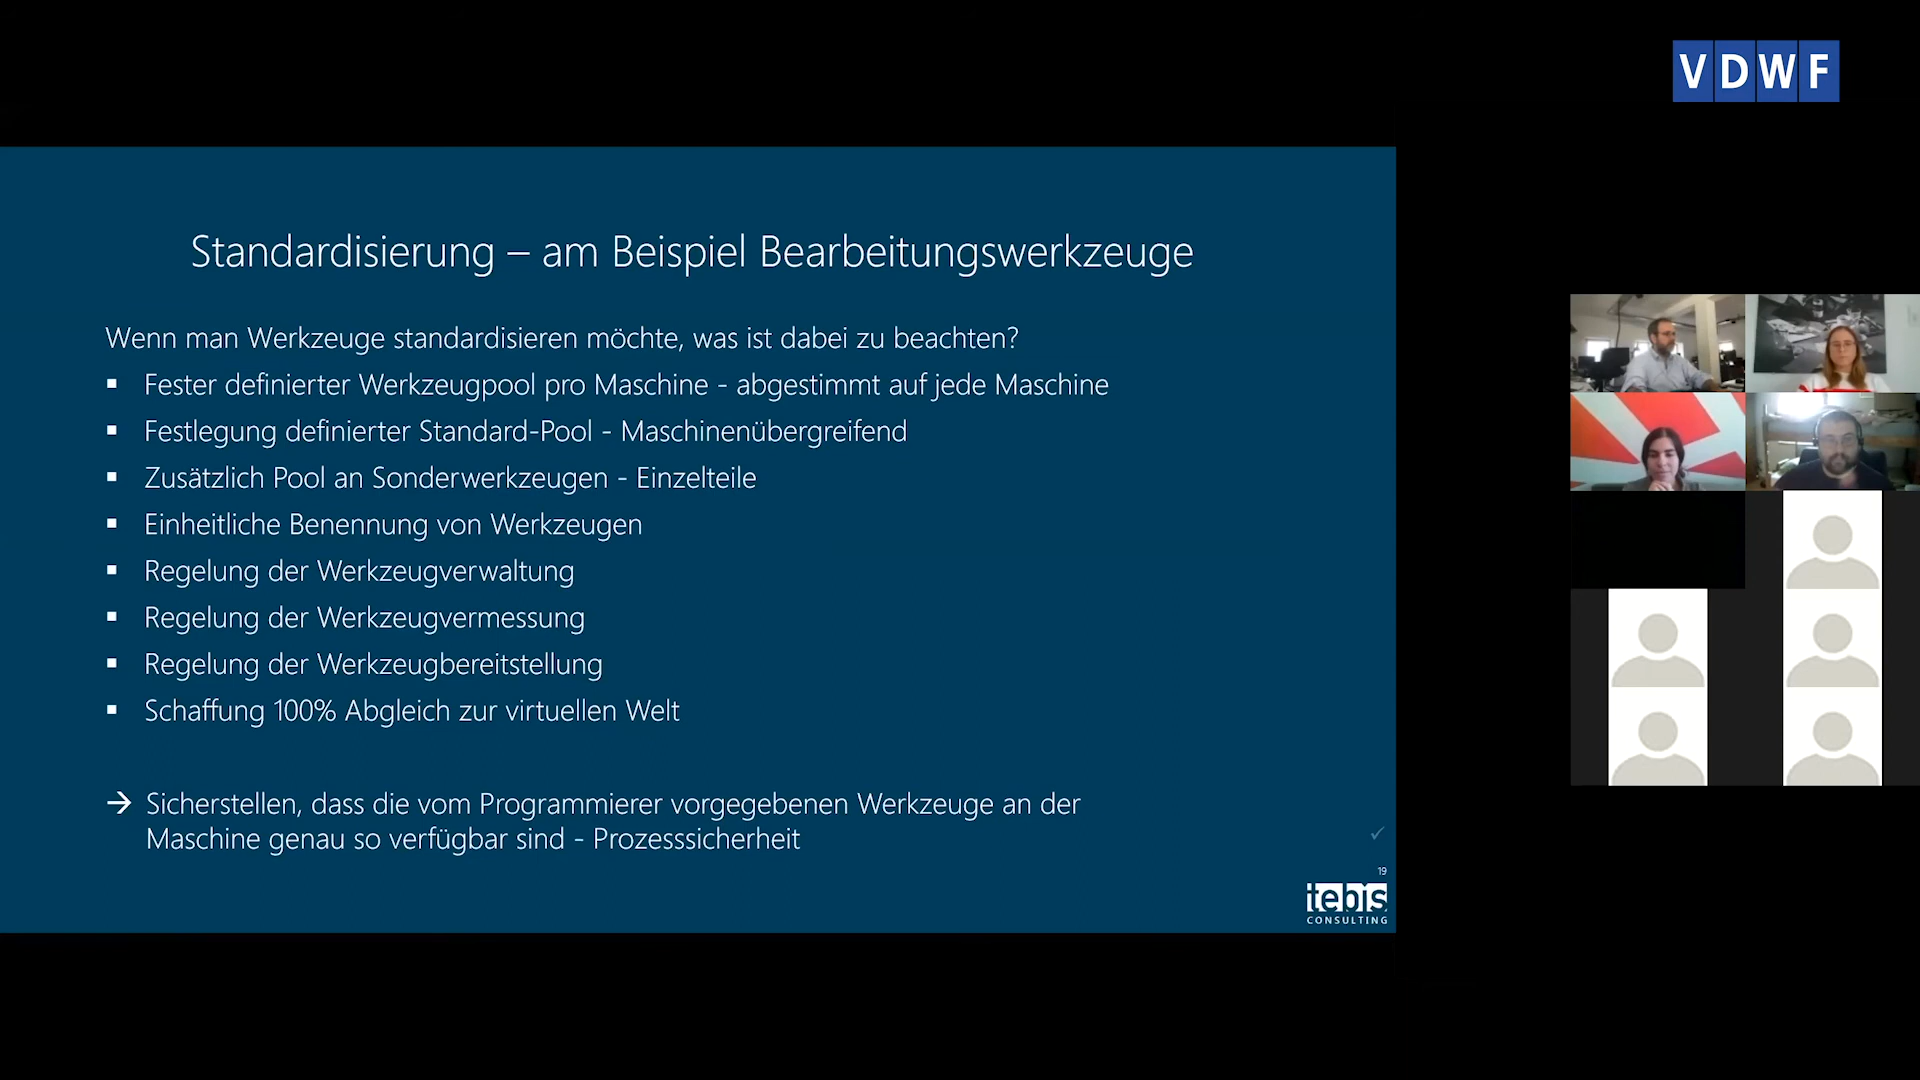 VDWF
Standardisierung – am Beispiel Bearbeitungswerkzeuge
Wenn man Werkzeuge standardisieren möchte, was ist dabei zu beachten?
▪ Fester definierter Werkzeugpool pro Maschine - abgestimmt auf jede Maschine
▪ Festlegung definierter Standard-Pool - Maschinenübergreifend
▪ Zusätzlich Pool an Sonderwerkzeugen - Einzelteile
▪ Einheitliche Benennung von Werkzeugen
▪ Regelung der Werkzeugverwaltung
▪ Regelung der Werkzeugvermessung
▪ Regelung der Werkzeugbereitstellung
▪ Schaffung 100% Abgleich zur virtuellen Welt
→ Sicherstellen, dass die vom Programmierer vorgegebenen Werkzeuge an der
Maschine genau so verfügbar sind - Prozesssicherheit
19
tebis
CONSULTING